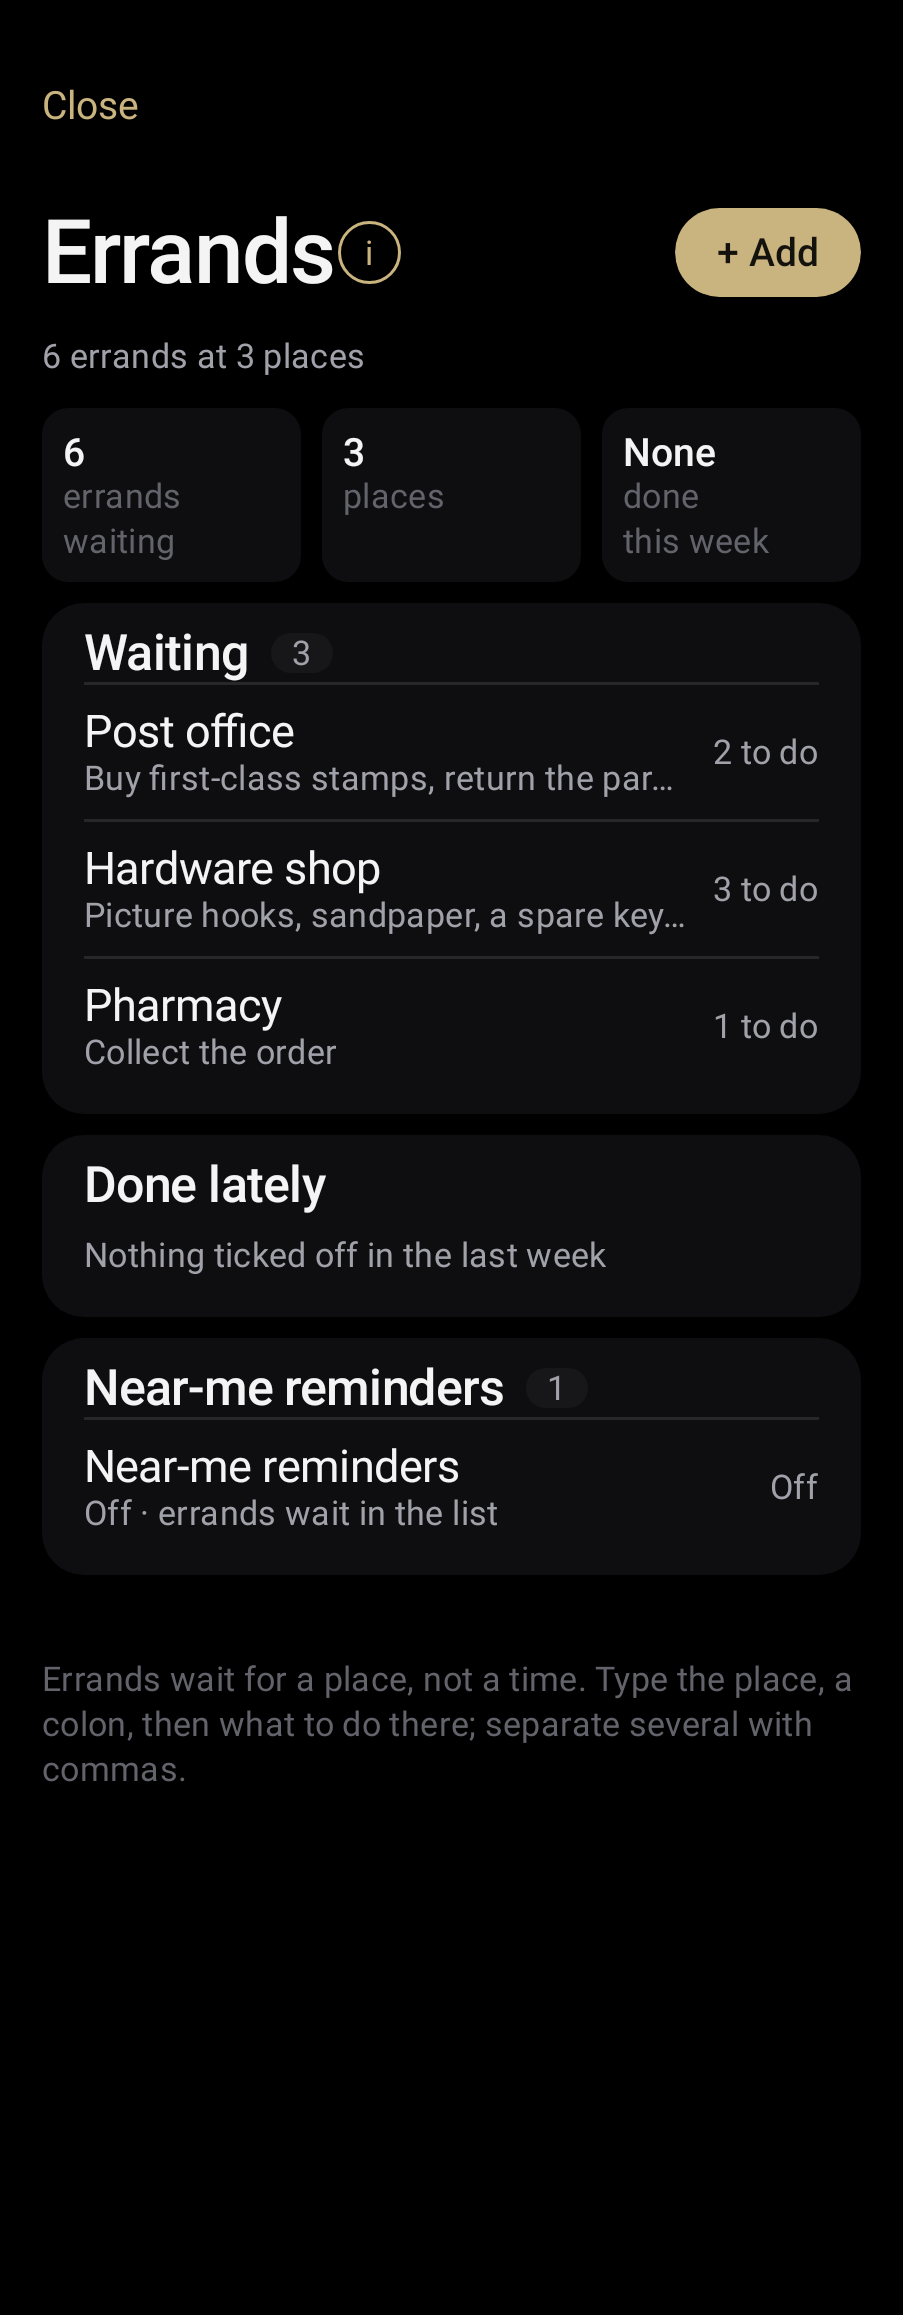 Close
Errands i
+ Add
6 errands at 3 places
6
errands
waiting
3
places
None
done
this week
Waiting 3
Post office
Buy first-class stamps, return the par…
2 to do
Hardware shop
Picture hooks, sandpaper, a spare key…
3 to do
Pharmacy
Collect the order
1 to do
Done lately
Nothing ticked off in the last week
Near-me reminders 1
Near-me reminders
Off · errands wait in the list
Off
Errands wait for a place, not a time. Type the place, a
colon, then what to do there; separate several with
commas.